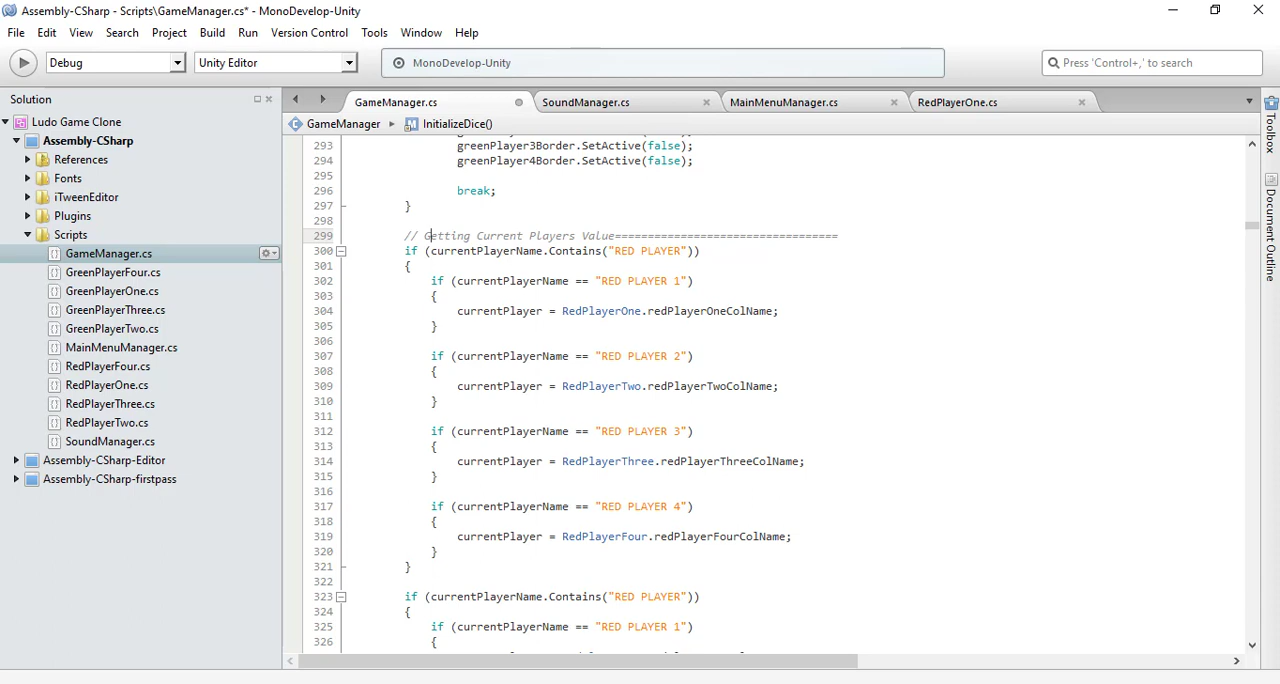 Assembly-CSharp - Scripts\GameManager.cs* - MonoDevelop-Unity
File Edit View Search Project Build Run Version Control Tools Window Help
Debug Unity Editor MonoDevelop-Unity Press 'Control+,' to search
Solution
Ludo Game Clone
Assembly-CSharp
References
Fonts
iTweenEditor
Plugins
Scripts
GameManager.cs
GreenPlayerFour.cs
GreenPlayerOne.cs
GreenPlayerThree.cs
GreenPlayerTwo.cs
MainMenuManager.cs
RedPlayerFour.cs
RedPlayerOne.cs
RedPlayerThree.cs
RedPlayerTwo.cs
SoundManager.cs
Assembly-CSharp-Editor
Assembly-CSharp-firstpass
GameManager.cs SoundManager.cs MainMenuManager.cs RedPlayerOne.cs
GameManager InitializeDice()
293 greenPlayer3Border.SetActive(false);
294 greenPlayer4Border.SetActive(false);
295
296 break;
297 }
298
299 // Getting Current Players Value==================================
300 if (currentPlayerName.Contains("RED PLAYER"))
301 {
302 if (currentPlayerName == "RED PLAYER 1")
303 {
304 currentPlayer = RedPlayerOne.redPlayerOneColName;
305 }
306
307 if (currentPlayerName == "RED PLAYER 2")
308 {
309 currentPlayer = RedPlayerTwo.redPlayerTwoColName;
310 }
311
312 if (currentPlayerName == "RED PLAYER 3")
313 {
314 currentPlayer = RedPlayerThree.redPlayerThreeColName;
315 }
316
317 if (currentPlayerName == "RED PLAYER 4")
318 {
319 currentPlayer = RedPlayerFour.redPlayerFourColName;
320 }
321 }
322
323 if (currentPlayerName.Contains("RED PLAYER"))
324 {
325 if (currentPlayerName == "RED PLAYER 1")
326 {
Toolbox
Document Outline